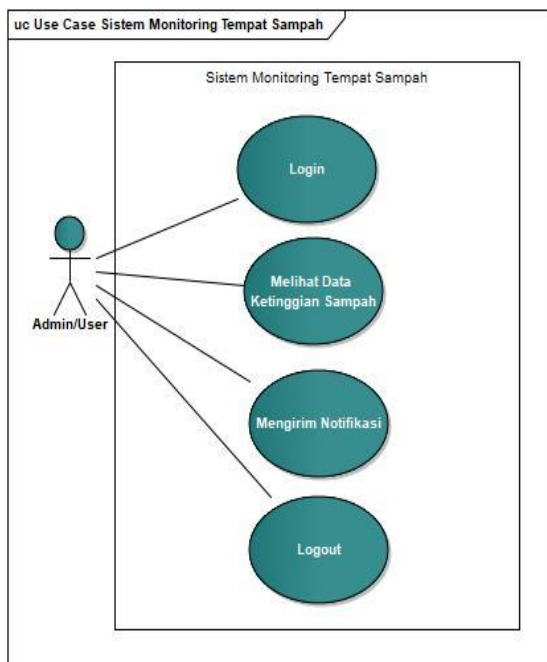 uc Use Case Sistem Monitoring Tempat Sampah
Sistem Monitoring Tempat Sampah
Login
Melihat Data
Ketinggian Sampah
Admin/User
Mengirim Notifikasi
Logout